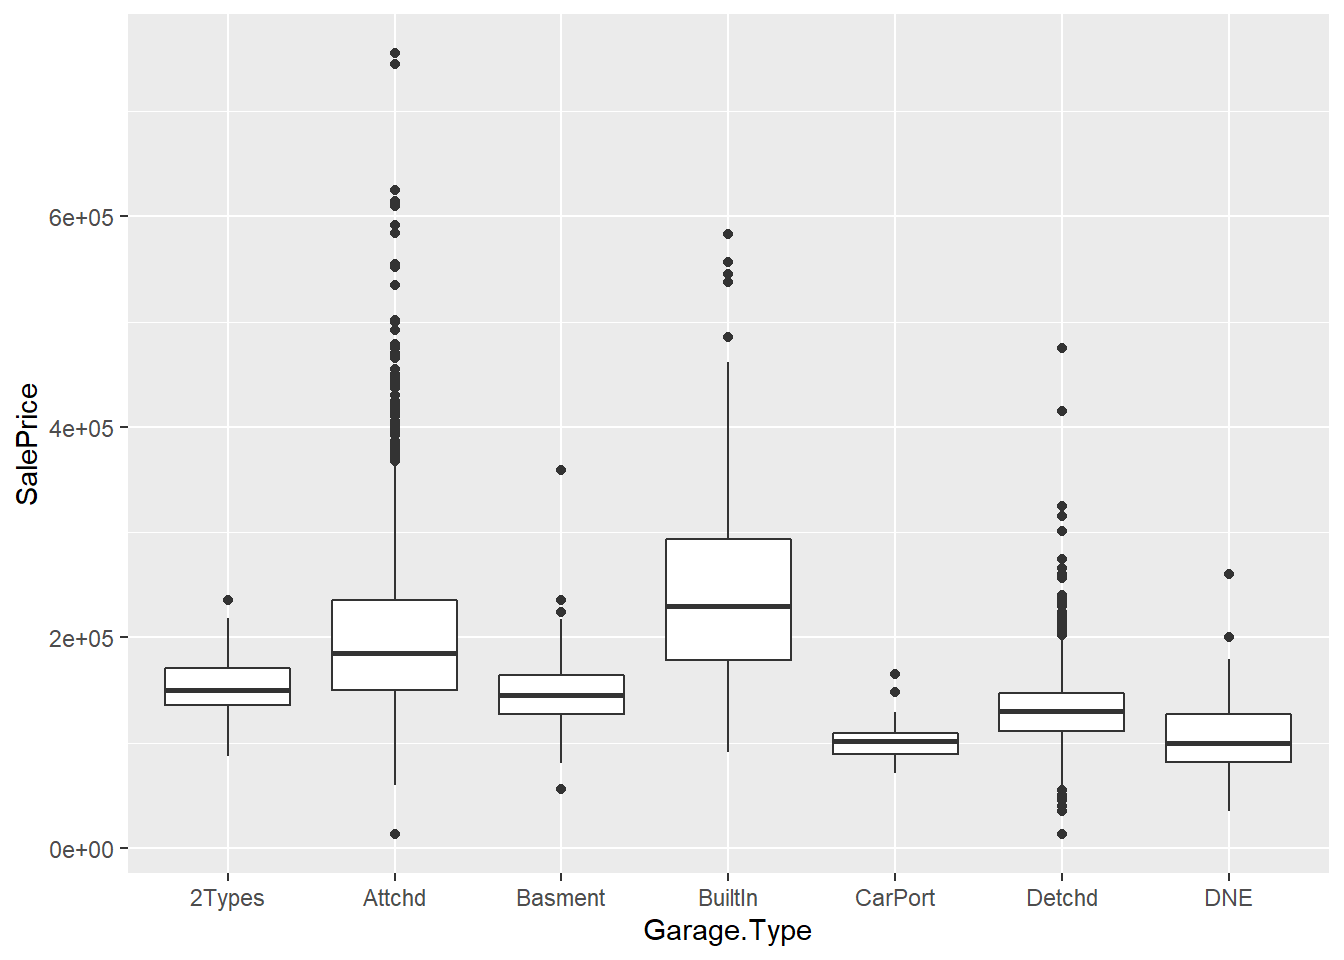 SalePrice
6e+05
4e+05
2e+05
0e+00
2Types Attchd Basment BuiltIn CarPort Detchd DNE
Garage.Type